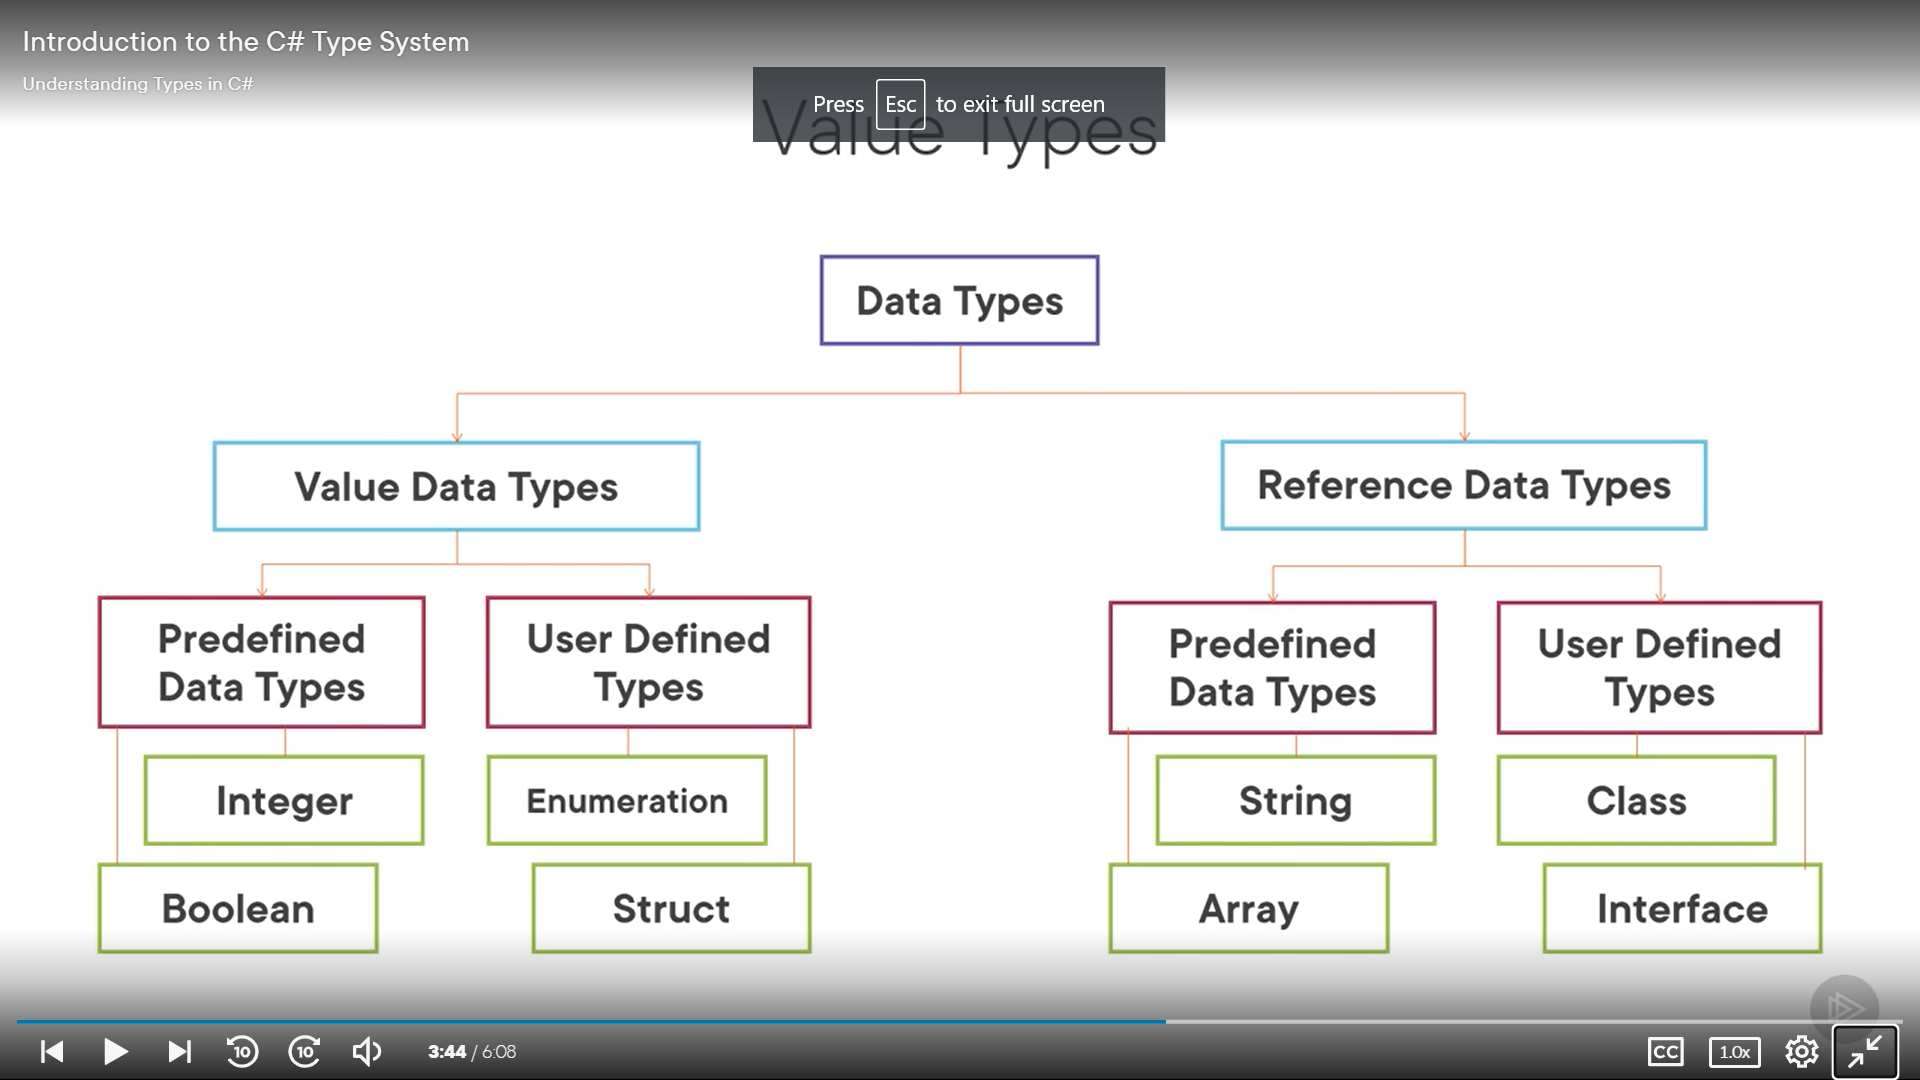 Introduction to the C# Type System
Understanding Types in C#
Press Esc to exit full screen
Value Types
Data Types
Value Data Types
Reference Data Types
Predefined
Data Types
User Defined
Types
Predefined
Data Types
User Defined
Types
Integer
Enumeration
String
Class
Boolean
Struct
Array
Interface
10
10
3:44 / 6:08
CC
1.0x